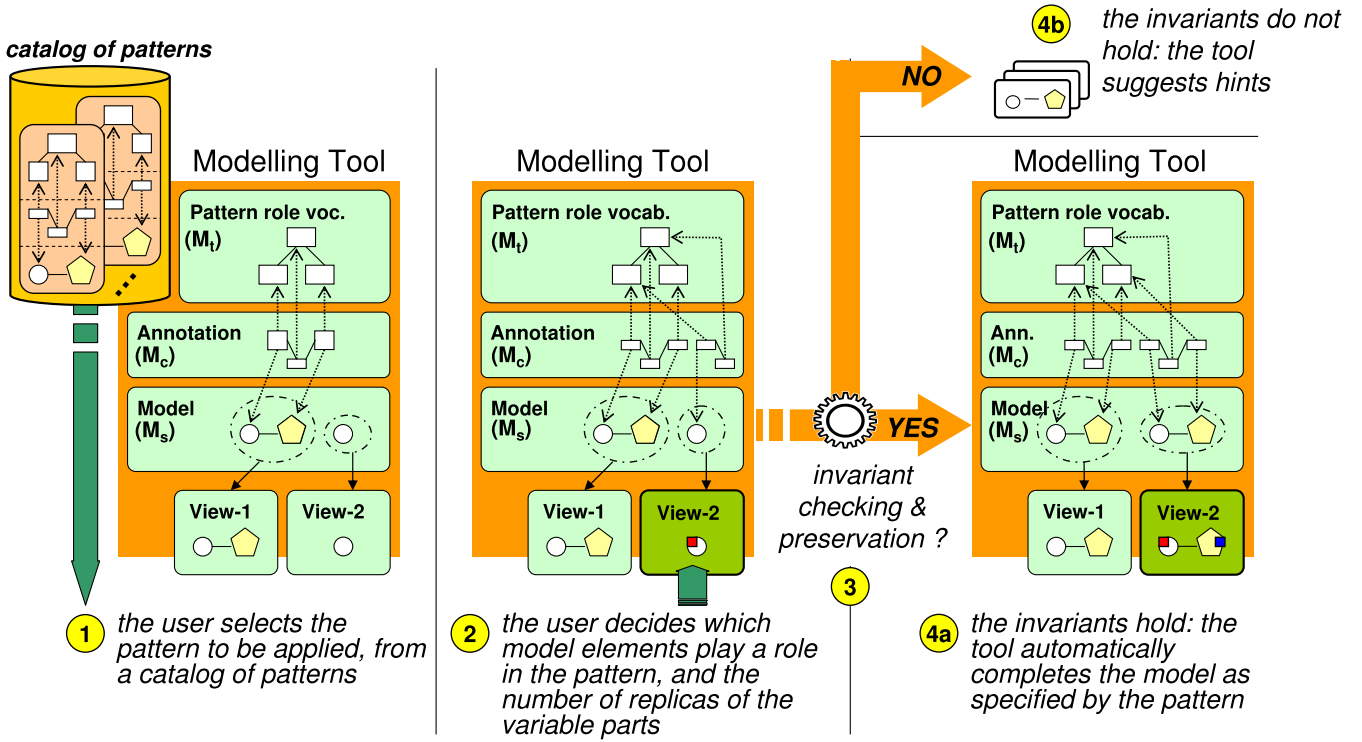 catalog of patterns
Modelling Tool
Pattern role voc.
(Mt)
Annotation
(Mc)
Model
(Ms)
View-1
View-2
1
the user selects the
pattern to be applied, from
a catalog of patterns
Modelling Tool
Pattern role vocab.
(Mt)
Annotation
(Mc)
Model
(Ms)
View-1
View-2
2
the user decides which
model elements play a role
in the pattern, and the
number of replicas of the
variable parts
YES
NO
invariant
checking &
preservation ?
3
4b
the invariants do not
hold: the tool
suggests hints
Modelling Tool
Pattern role vocab.
(Mt)
Ann.
(Mc)
Model
(Ms)
View-1
View-2
4a
the invariants hold: the
tool automatically
completes the model as
specified by the pattern